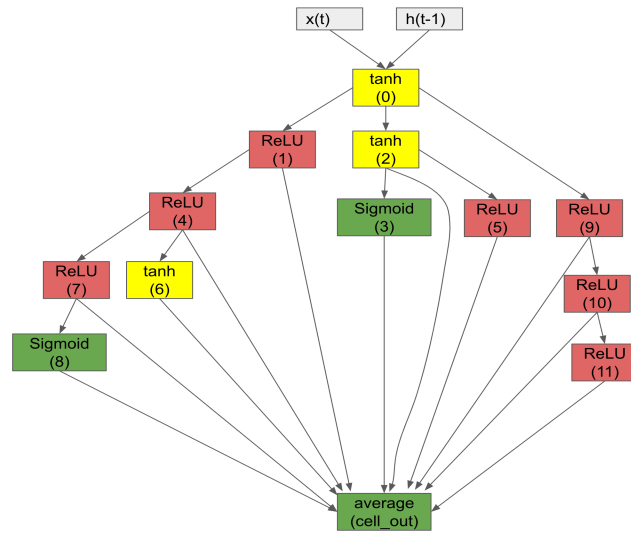 x(t)
h(t-1)
tanh
(0)
ReLU
(1)
tanh
(2)
ReLU
(4)
Sigmoid
(3)
ReLU
(5)
ReLU
(9)
ReLU
(7)
tanh
(6)
ReLU
(10)
Sigmoid
(8)
ReLU
(11)
average
(cell_out)